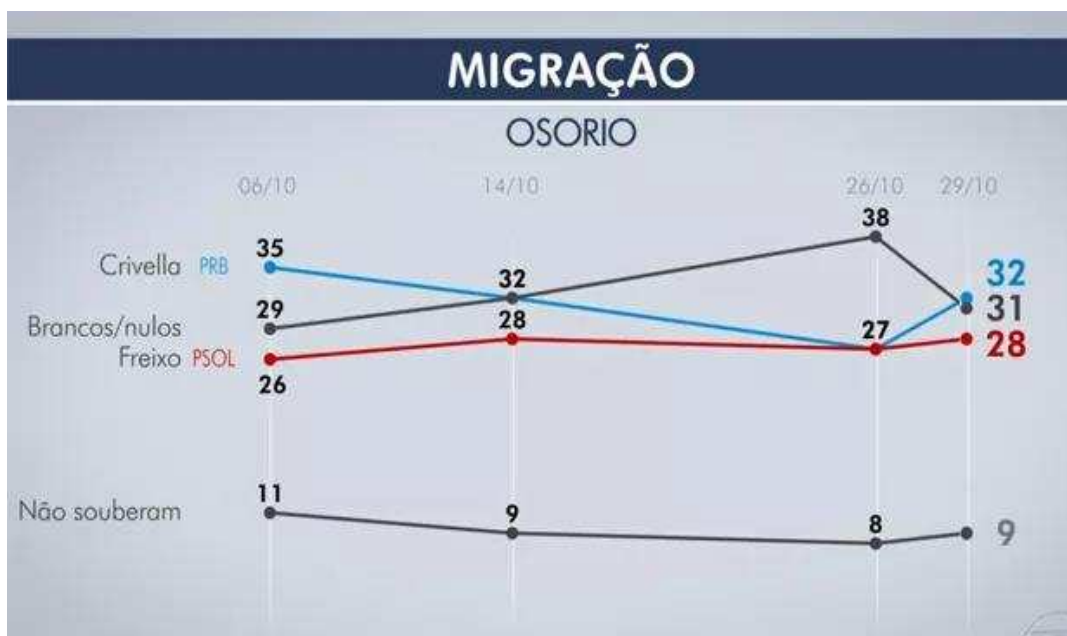 MIGRAÇÃO
OSORIO
06/10 14/10 26/10 29/10
38
Crivella PRB 35 32 32
Brancos/nulos 29 31
28 27
Freixo PSOL 26 28
Não souberam 11 9 8 9